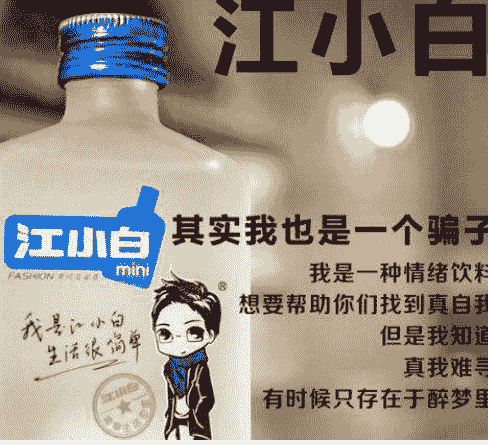 江小白
江小白
mini
FASHION
其实我也是一个骗子
我是一种情绪饮料
想要帮助你们找到真自我
但是我知道
真我难寻
有时候只存在于醉梦里
我是江小白
生活很简单
江小白